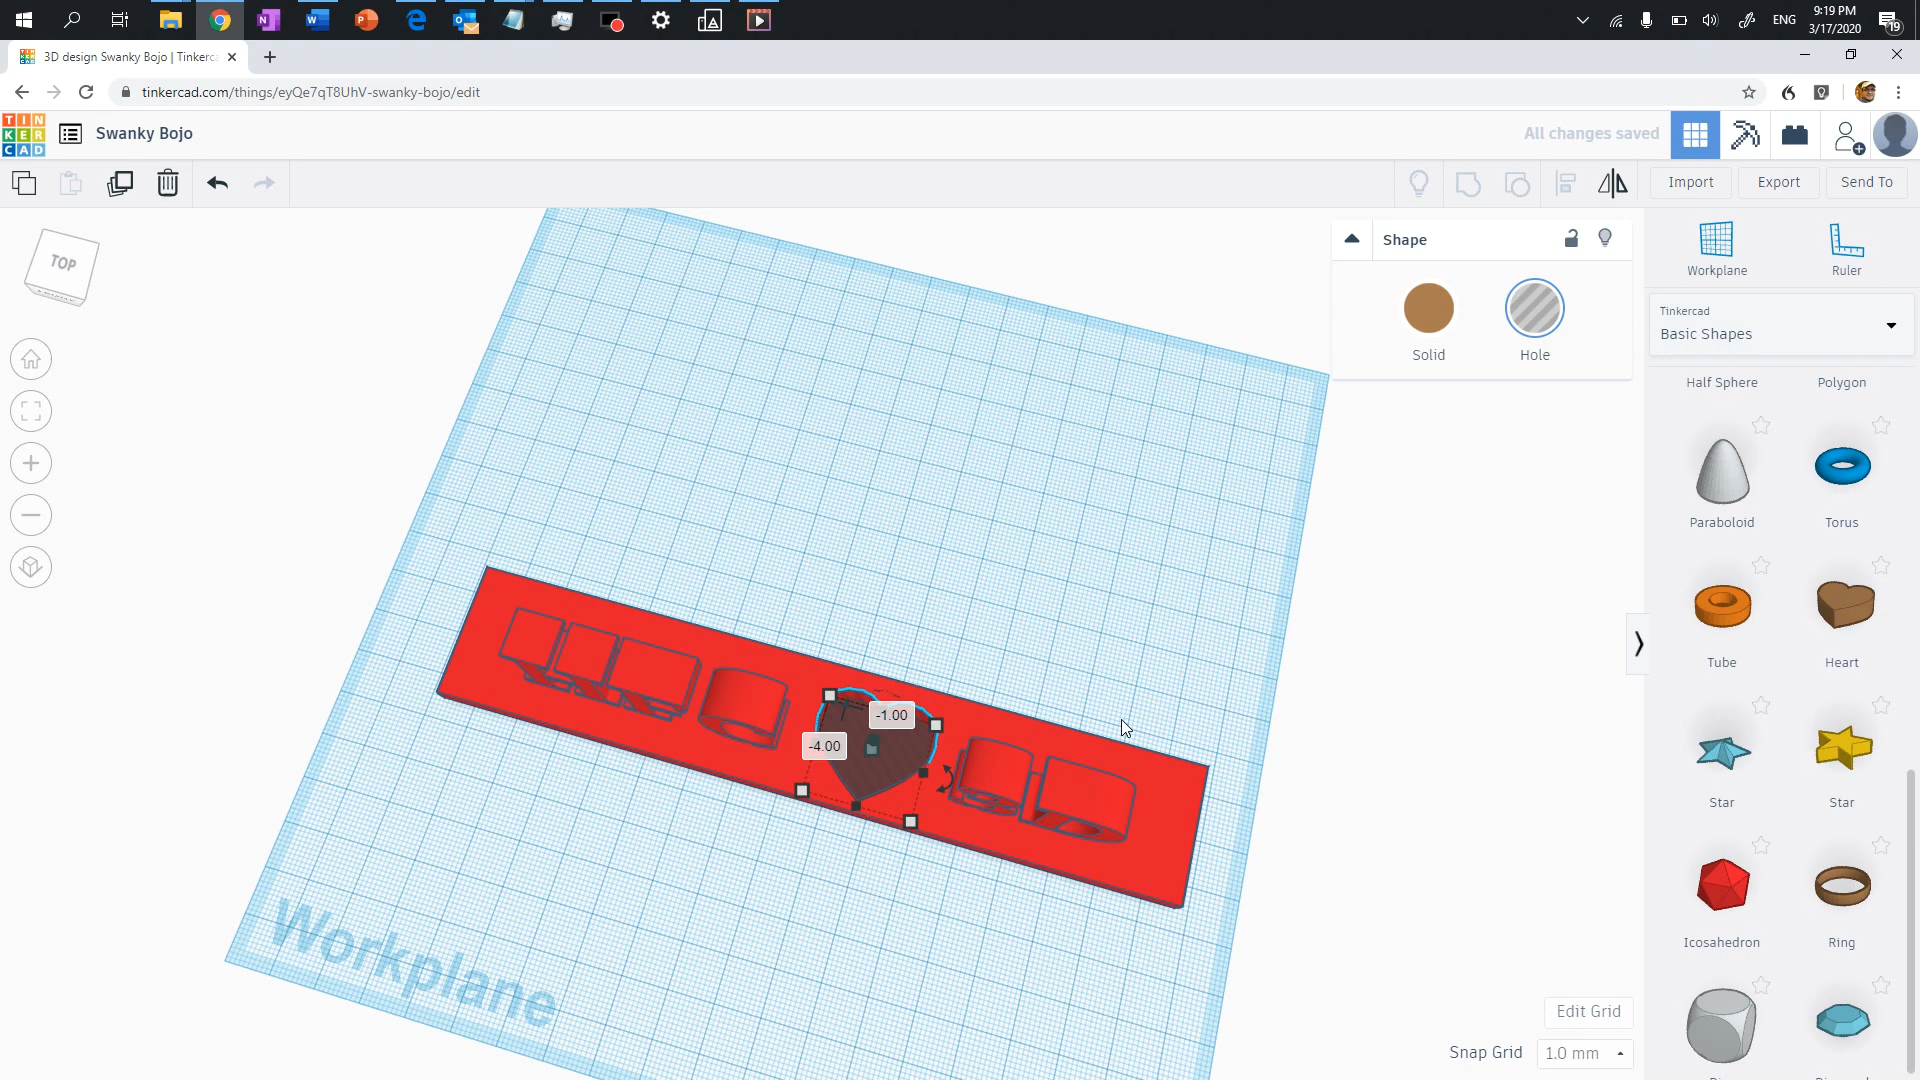 9:19 PM
ENG
3/17/2020
19
3D design Swanky Bojo | Tinkerca
tinkercad.com/things/eyQe7qT8UhV-swanky-bojo/edit
TIN
KER
CAD
Swanky Bojo
All changes saved
Import
Export
Send To
TOP
Shape
Solid
Hole
Workplane
Ruler
Tinkercad
Basic Shapes
Half Sphere
Polygon
Paraboloid
Torus
Tube
Heart
Star
Star
Icosahedron
Ring
-1.00
-4.00
Workplane
Edit Grid
Snap Grid
1.0 mm